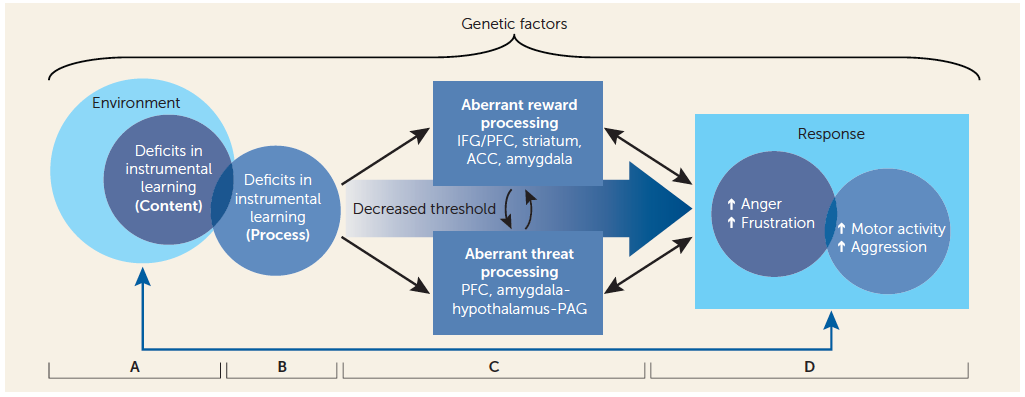 Genetic factors
Environment
Deficits in
instrumental
learning
(Content)
Deficits in
instrumental
learning
(Process)
Aberrant reward
processing
IFG/PFC, striatum,
ACC, amygdala
Decreased threshold
Aberrant threat
processing
PFC, amygdala-
hypothalamus-PAG
Response
↑ Anger
↑ Frustration
↑ Motor activity
↑ Aggression
A
B
C
D